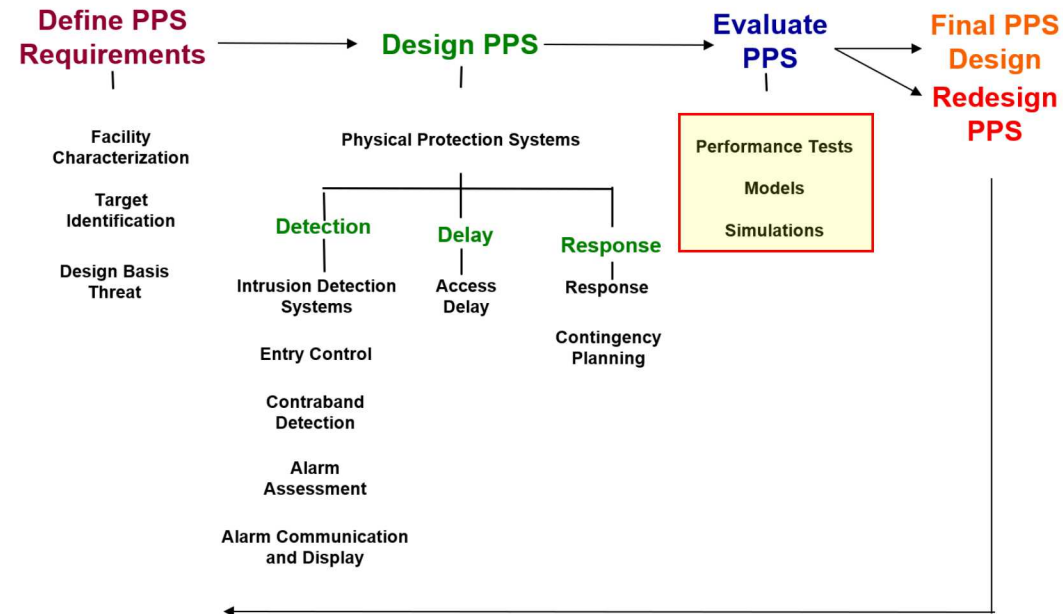 Define PPS
Requirements
Design PPS
Evaluate
PPS
Final PPS
Design
Redesign
PPS
Facility
Characterization
Target
Identification
Design Basis
Threat
Physical Protection Systems
Detection
Intrusion Detection
Systems
Entry Control
Contraband
Detection
Alarm
Assessment
Alarm Communication
and Display
Delay
Access
Delay
Response
Response
Contingency
Planning
Performance Tests
Models
Simulations